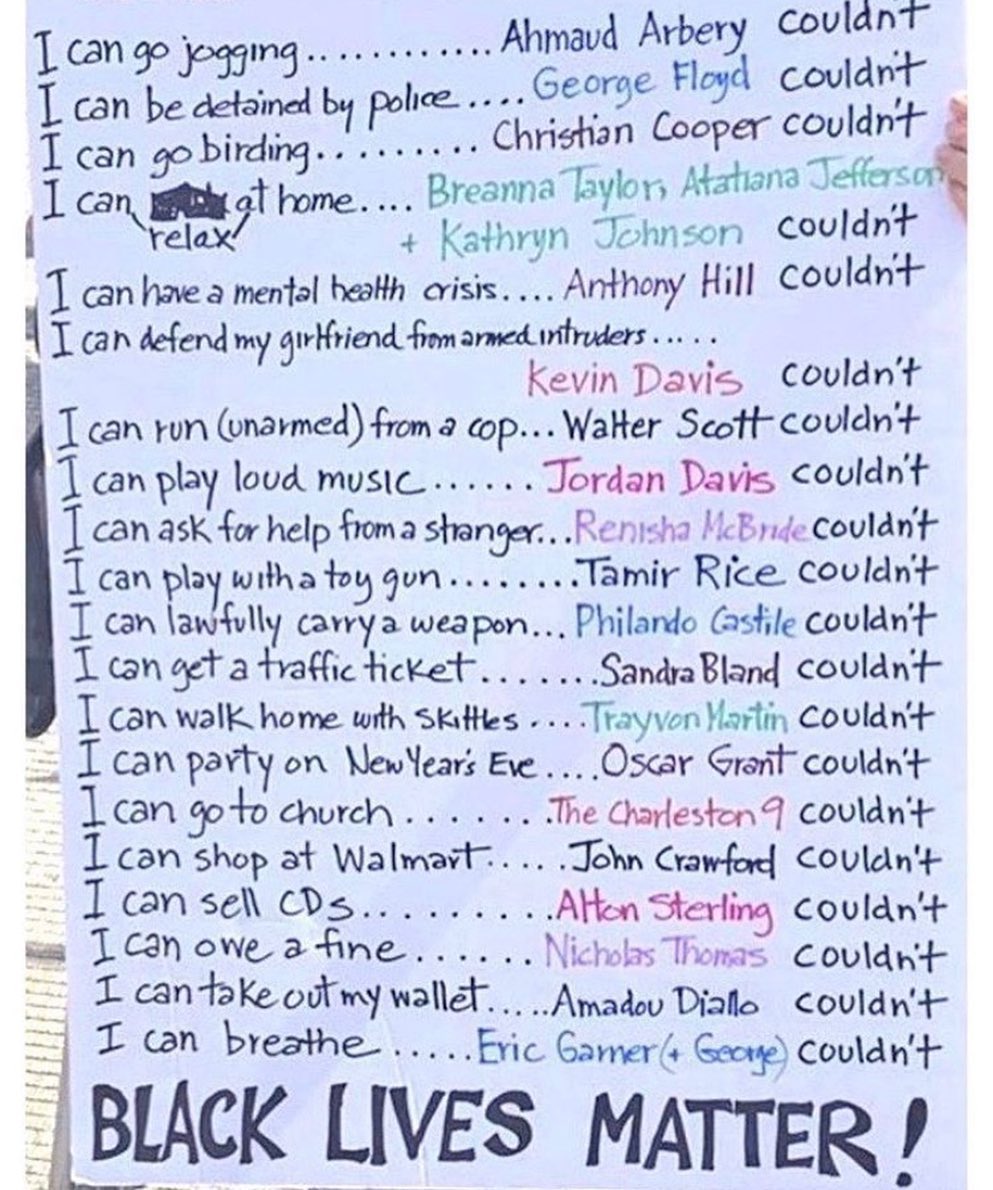 I can go jogging............ Ahmaud Arbery couldn't
I can be detained by police.... George Floyd couldn't
I can go birding.......... Christian Cooper couldn't
I can at home.... Breanna Taylor, Atatiana Jefferson
relax + Kathryn Johnson couldn't
I can have a mental health crisis.... Anthony Hill couldn't
I can defend my girlfriend from armed intruders.....
Kevin Davis couldn't
I can run (unarmed) from a cop... Walter Scott couldn't
I can play loud music...... Jordan Davis couldn't
I can ask for help from a stranger... Renisha McBride couldn't
I can play with a toy gun........ Tamir Rice couldn't
I can lawfully carry a weapon... Philando Castile couldn't
I can get a traffic ticket....... Sandra Bland couldn't
I can walk home with Skittles .... Trayvon Martin couldn't
I can party on New Year's Eve.... Oscar Grant couldn't
I can go to church........ The Charleston 9 couldn't
I can shop at Walmart..... John Crawford couldn't
I can sell CDs.......... Alton Sterling couldn't
I can owe a fine...... Nicholas Thomas couldn't
I can take out my wallet..... Amadou Diallo couldn't
I can breathe..... Eric Garner (+ George) couldn't
BLACK LIVES MATTER!